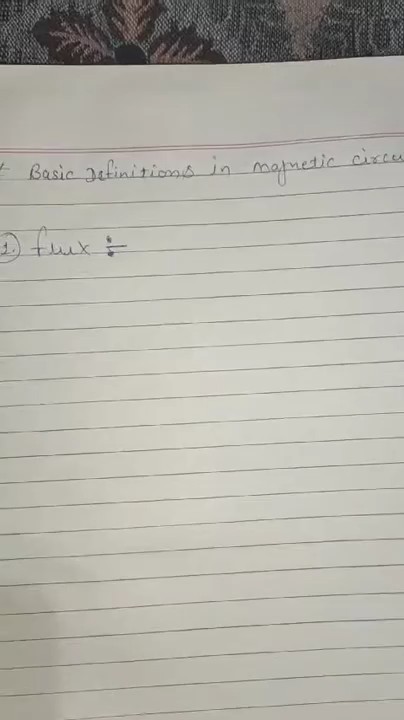 Basic Definitions in magnetic circu
1. flux :-